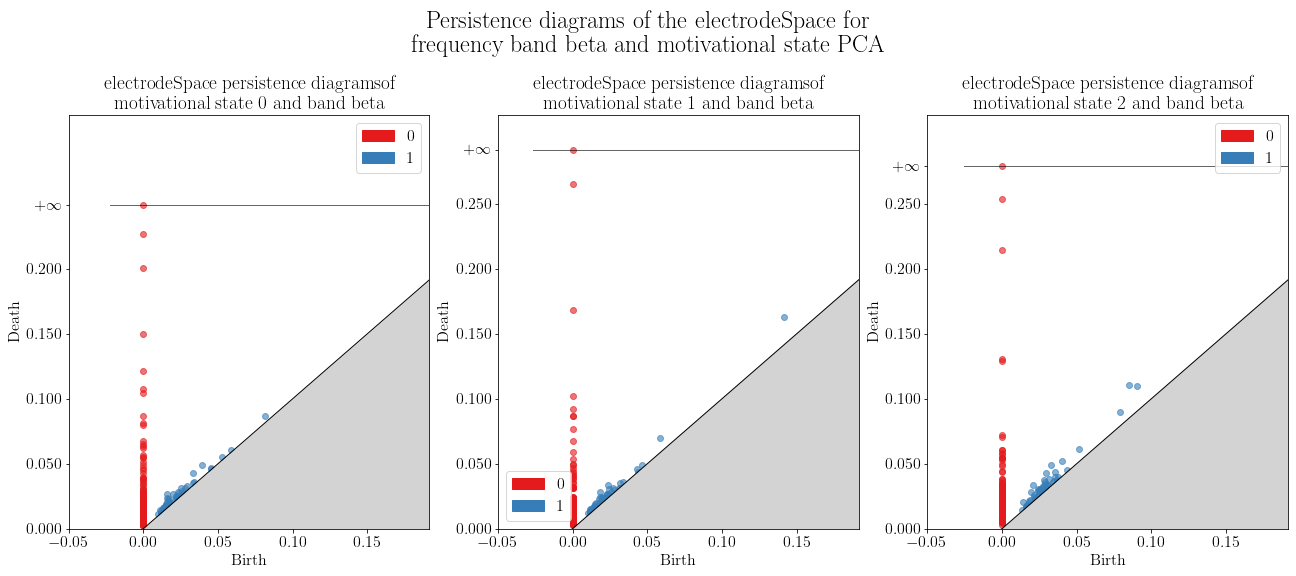 Persistence diagrams of the electrodeSpace for
frequency band beta and motivational state PCA
electrodeSpace persistence diagramsof
motivational state 0 and band beta
0
1
+∞
0.200
0.150
0.100
0.050
0.000
Death
−0.05 0.00 0.05 0.10 0.15
Birth
electrodeSpace persistence diagramsof
motivational state 1 and band beta
+∞
0.250
0.200
0.150
0.100
0.050
0.000
Death
0
1
−0.05 0.00 0.05 0.10 0.15
Birth
electrodeSpace persistence diagramsof
motivational state 2 and band beta
0
1
+∞
0.250
0.200
0.150
0.100
0.050
0.000
Death
−0.05 0.00 0.05 0.10 0.15
Birth